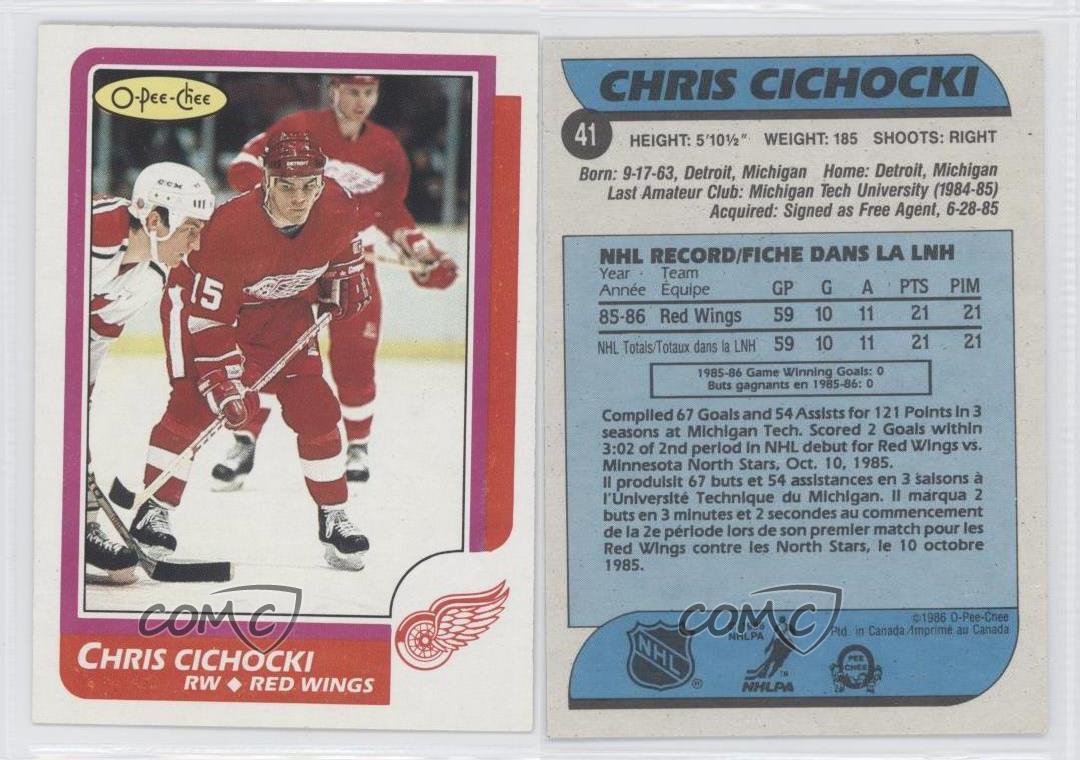 O-Pee-Chee
CCM
DETROIT
15
CHRIS CICHOCKI
RW ◆ RED WINGS
COMC
CHRIS CICHOCKI
41
HEIGHT: 5'10½" WEIGHT: 185 SHOOTS: RIGHT
Born: 9-17-63, Detroit, Michigan Home: Detroit, Michigan
Last Amateur Club: Michigan Tech University (1984-85)
Acquired: Signed as Free Agent, 6-28-85
NHL RECORD/FICHE DANS LA LNH
Year Team
Année Équipe GP G A PTS PIM
85-86 Red Wings 59 10 11 21 21
NHL Totals/Totaux dans la LNH 59 10 11 21 21
1985-86 Game Winning Goals: 0
Buts gagnants en 1985-86: 0
Compiled 67 Goals and 54 Assists for 121 Points in 3
seasons at Michigan Tech. Scored 2 Goals within
3:02 of 2nd period in NHL debut for Red Wings vs.
Minnesota North Stars, Oct. 10, 1985.
Il produisit 67 buts et 54 assistances en 3 saisons à
l'Université Technique du Michigan. Il marqua 2
buts en 3 minutes et 2 secondes au commencement
de la 2e période lors de son premier match pour les
Red Wings contre les North Stars, le 10 octobre
1985.
©1986 O-Pee-Chee
Ptd. in Canada/Imprimé au Canada
COMC
NHLPA
NHL
®
TM
NHLPA
PEE
CHEE